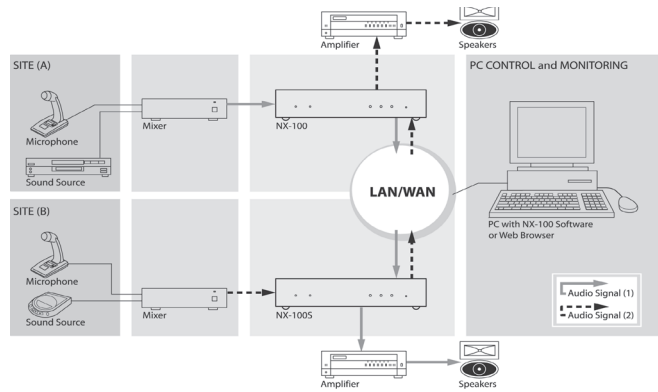 Amplifier
Speakers
SITE (A)
PC CONTROL and MONITORING
Microphone
Mixer
NX-100
Sound Source
LAN/WAN
SITE (B)
PC with NX-100 Software
or Web Browser
Microphone
Sound Source
Mixer
NX-100S
Audio Signal (1)
Audio Signal (2)
Amplifier
Speakers